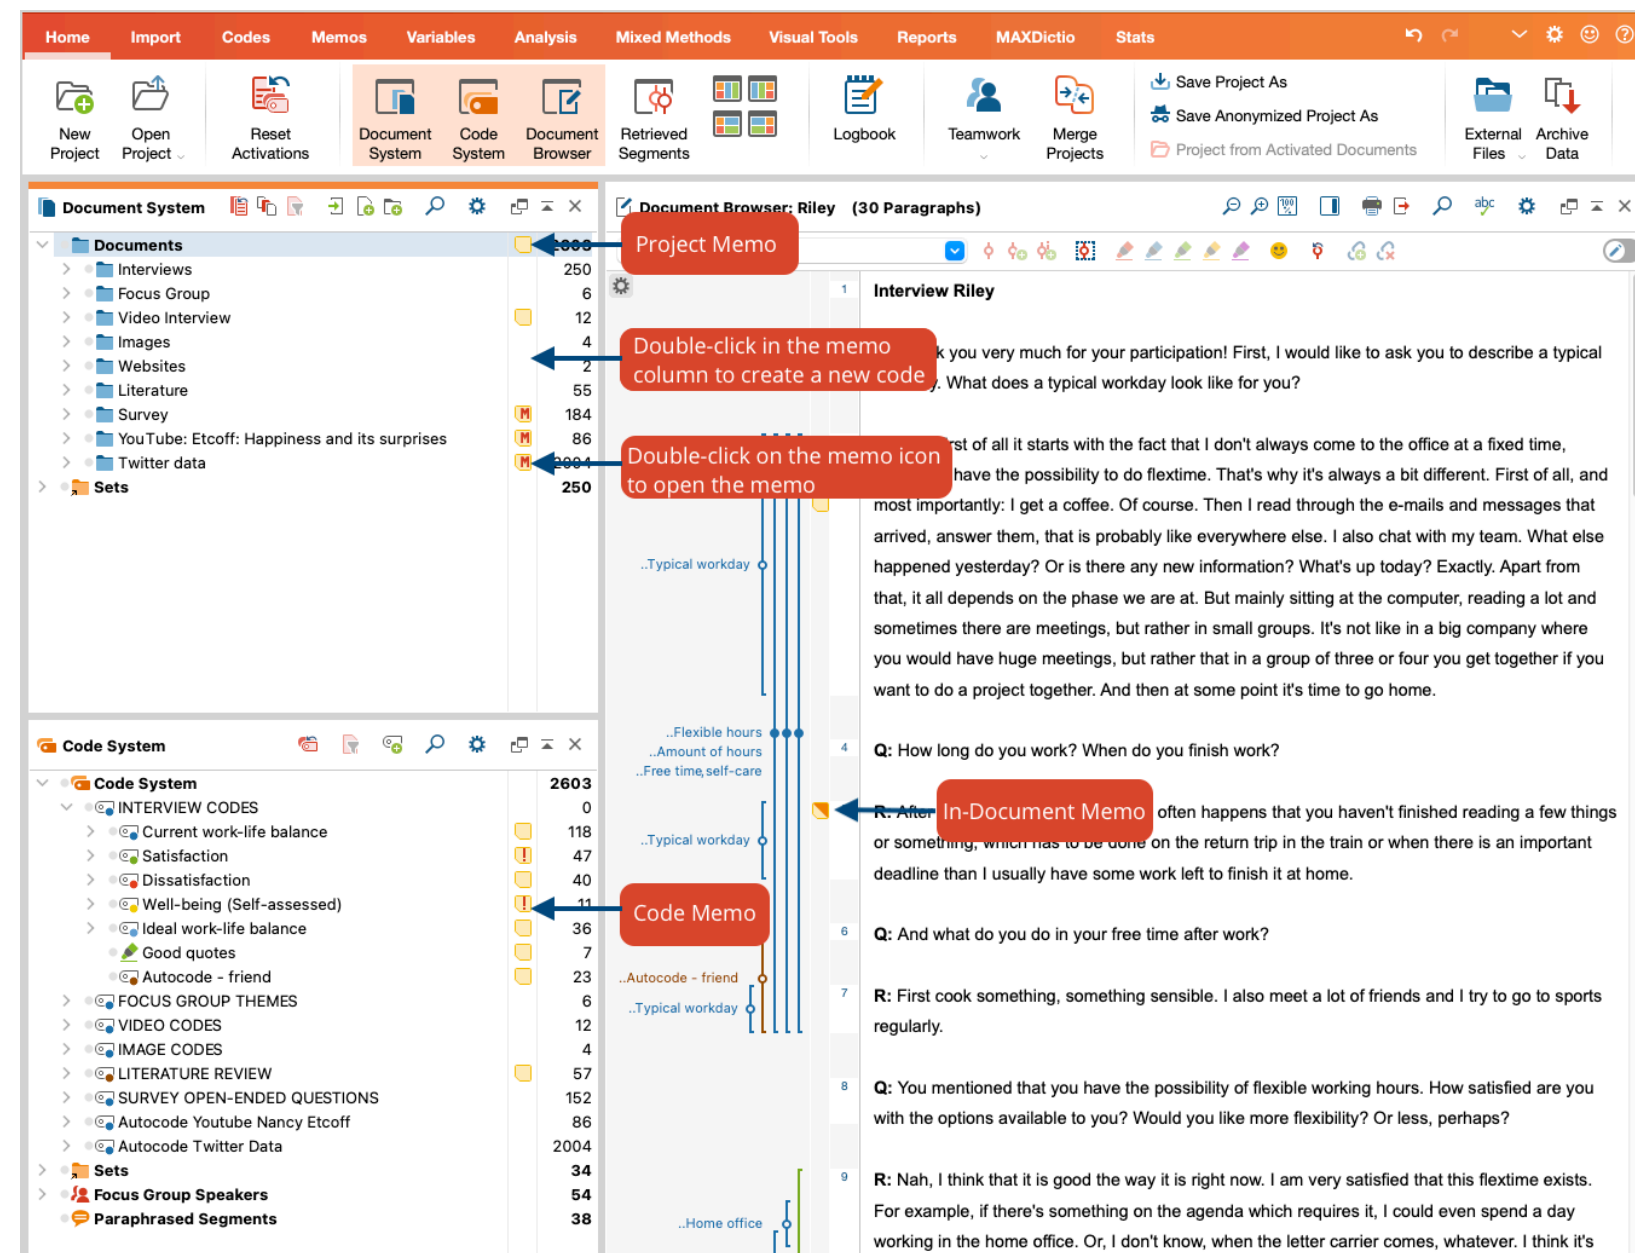 Home Import Codes Memos Variables Analysis Mixed Methods Visual Tools Reports MAXDictio Stats
New Project
Open Project
Reset Activations
Document System
Code System
Document Browser
Retrieved Segments
Logbook
Teamwork
Merge Projects
Save Project As
Save Anonymized Project As
Project from Activated Documents
External Files
Archive Data
Document System
Documents
Interviews 250
Focus Group 6
Video Interview 12
Images 4
Websites 2
Literature 55
Survey M 184
YouTube: Etcoff: Happiness and its surprises M 86
Twitter data M 2004
Sets 250
Project Memo
Double-click in the memo
column to create a new code
Double-click on the memo icon
to open the memo
Code System
Code System 2603
INTERVIEW CODES 0
Current work-life balance 118
Satisfaction ! 47
Dissatisfaction 40
Well-being (Self-assessed) ! 11
Ideal work-life balance 36
Good quotes 7
Autocode - friend 23
FOCUS GROUP THEMES 6
VIDEO CODES 12
IMAGE CODES 4
LITERATURE REVIEW 57
SURVEY OPEN-ENDED QUESTIONS 152
Autocode Youtube Nancy Etcoff 86
Autocode Twitter Data 2004
Sets 34
Focus Group Speakers 54
Paraphrased Segments 38
Code Memo
Document Browser: Riley (30 Paragraphs)
100 %
abc
1 Interview Riley
you very much for your participation! First, I would like to ask you to describe a typical
What does a typical workday look like for you?
of all it starts with the fact that I don't always come to the office at a fixed time,
have the possibility to do flextime. That's why it's always a bit different. First of all, and
most importantly: I get a coffee. Of course. Then I read through the e-mails and messages that
arrived, answer them, that is probably like everywhere else. I also chat with my team. What else
happened yesterday? Or is there any new information? What's up today? Exactly. Apart from
that, it all depends on the phase we are at. But mainly sitting at the computer, reading a lot and
sometimes there are meetings, but rather in small groups. It's not like in a big company where
you would have huge meetings, but rather that in a group of three or four you get together if you
want to do a project together. And then at some point it's time to go home.
..Typical workday
..Flexible hours
..Amount of hours
..Free time, self-care
4 Q: How long do you work? When do you finish work?
In-Document Memo
R: After often happens that you haven't finished reading a few things
or something, which has to be done on the return trip in the train or when there is an important
deadline than I usually have some work left to finish it at home.
..Typical workday
6 Q: And what do you do in your free time after work?
..Autocode - friend
..Typical workday
7 R: First cook something, something sensible. I also meet a lot of friends and I try to go to sports
regularly.
8 Q: You mentioned that you have the possibility of flexible working hours. How satisfied are you
with the options available to you? Would you like more flexibility? Or less, perhaps?
9 R: Nah, I think that it is good the way it is right now. I am very satisfied that this flextime exists.
For example, if there's something on the agenda which requires it, I could even spend a day
working in the home office. Or, I don't know, when the letter carrier comes, whatever. I think it's
..Home office